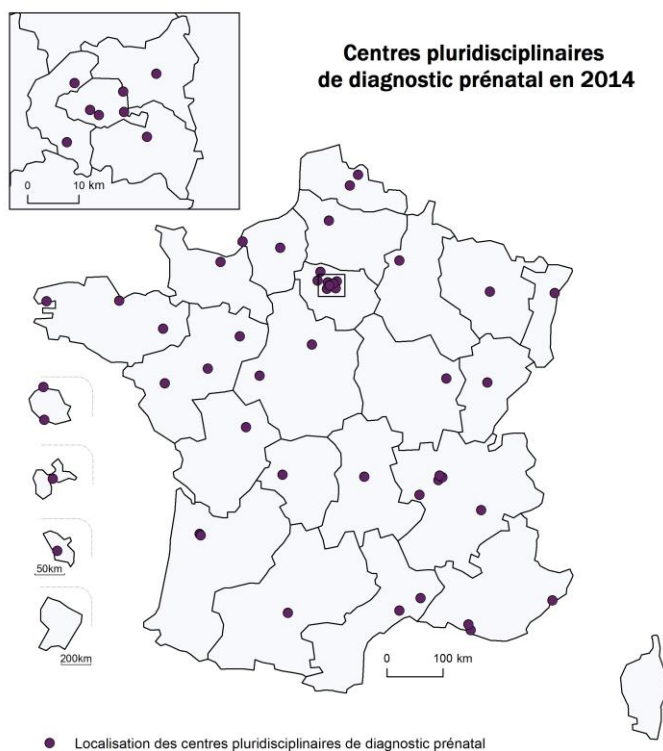 Centres pluridisciplinaires
de diagnostic prénatal en 2014
0 10 km
50km
200km
0 100 km
Localisation des centres pluridisciplinaires de diagnostic prénatal